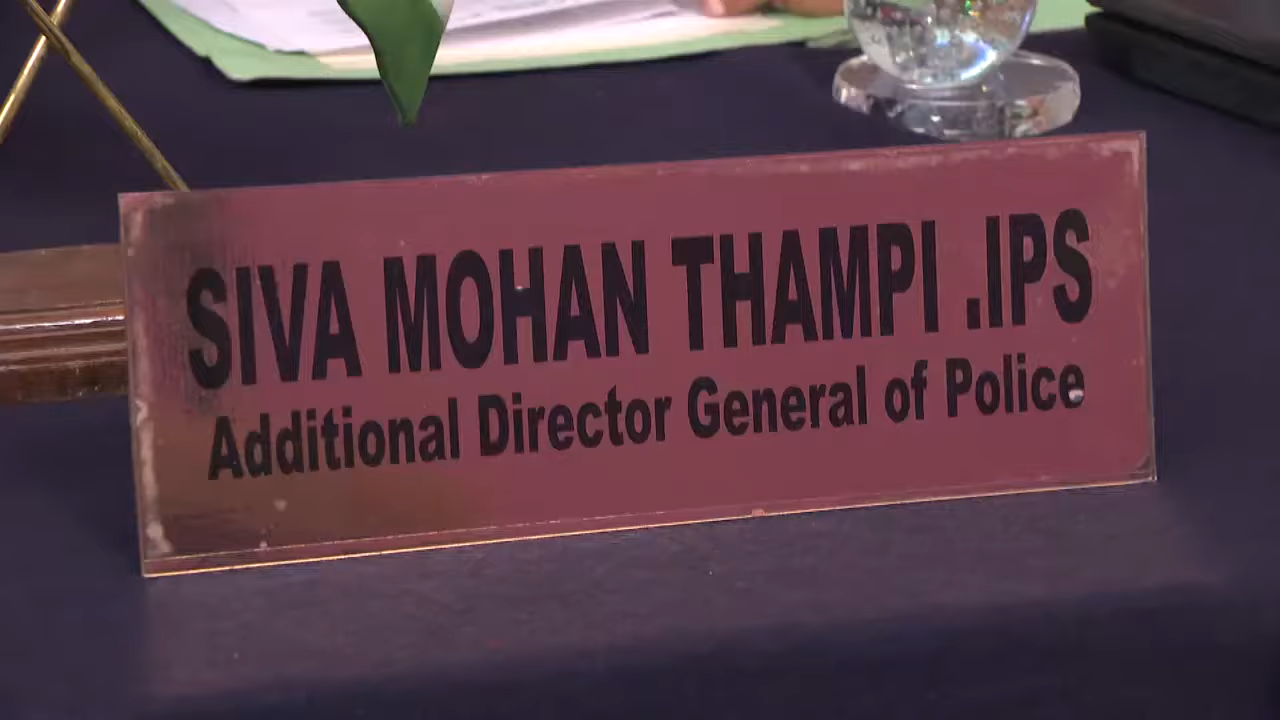 SIVA MOHAN THAMPI .IPS
Additional Director General of Police